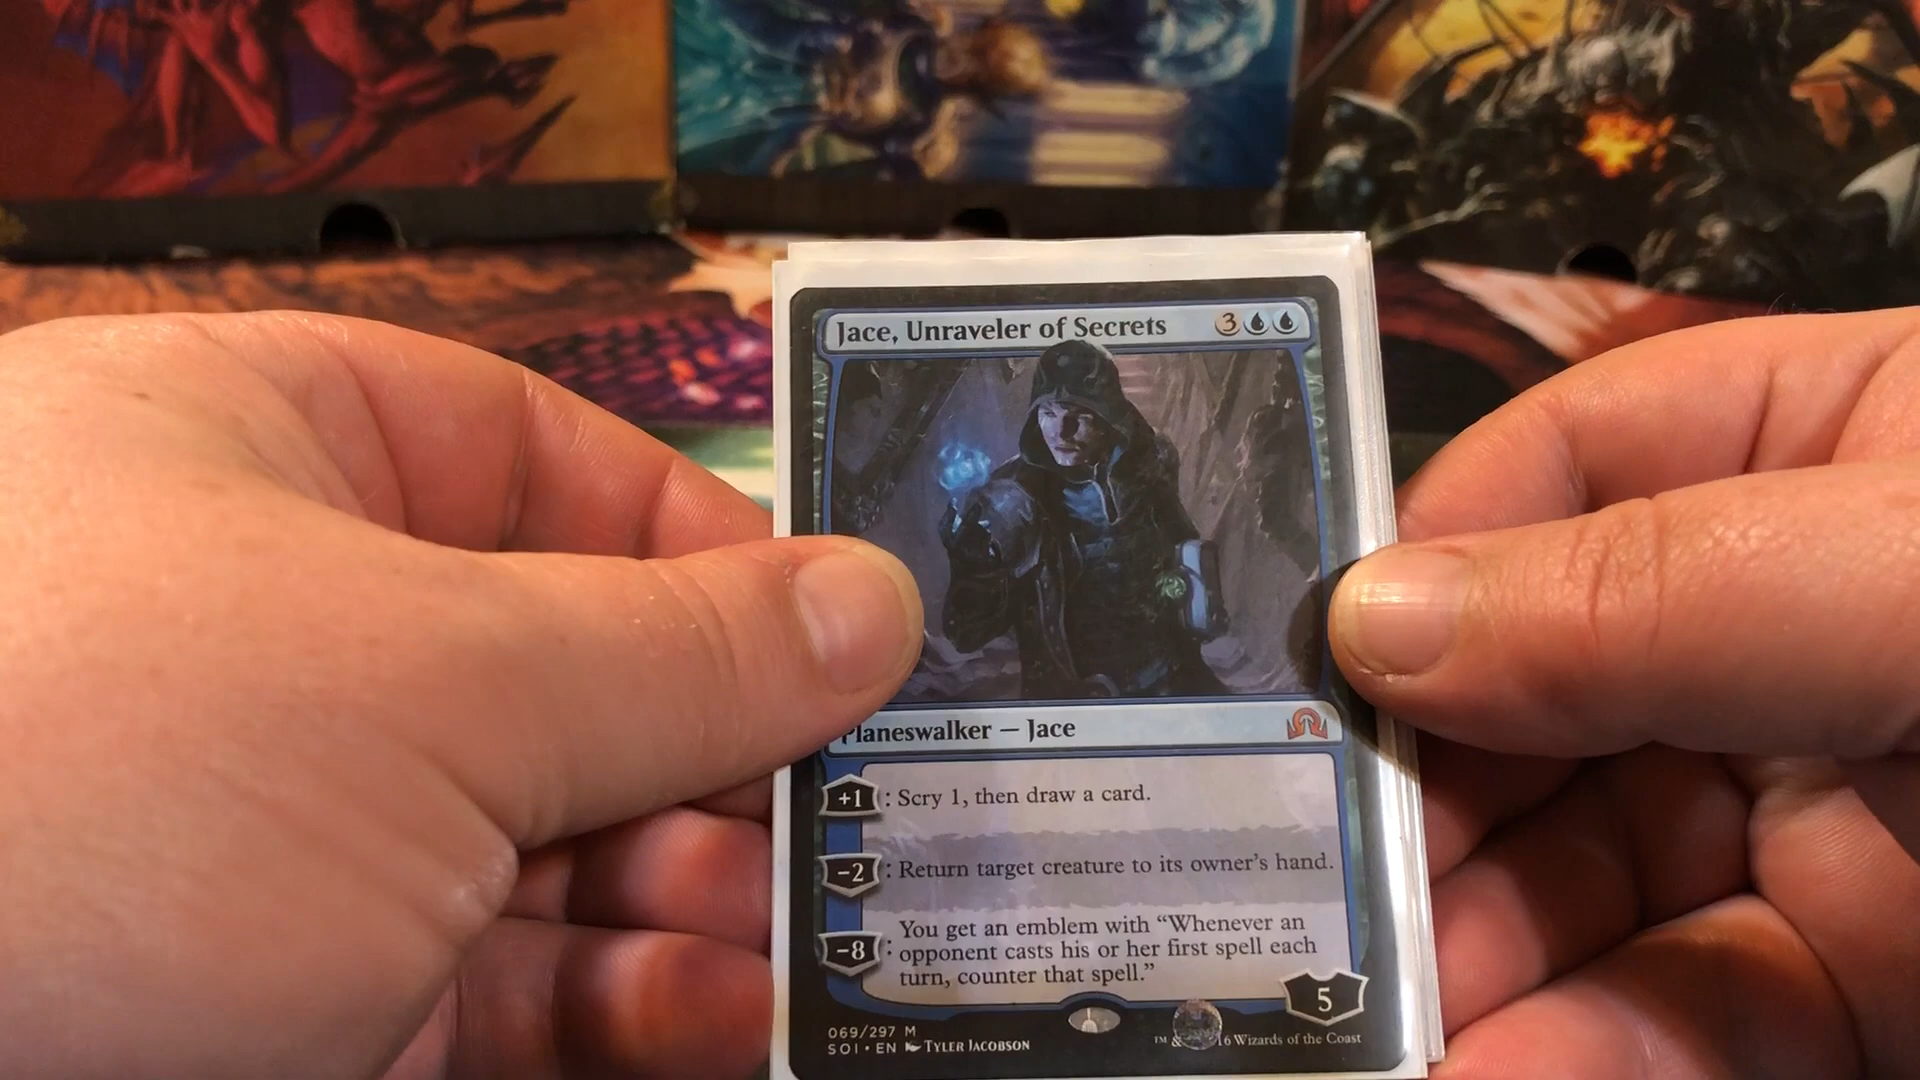 Jace, Unraveler of Secrets 3
Planeswalker — Jace
+1 : Scry 1, then draw a card.
-2 : Return target creature to its owner's hand.
You get an emblem with “Whenever an
-8 : opponent casts his or her first spell each
turn, counter that spell.”
5
069/297 M
SOI • EN TYLER JACOBSON
™ & 16 Wizards of the Coast